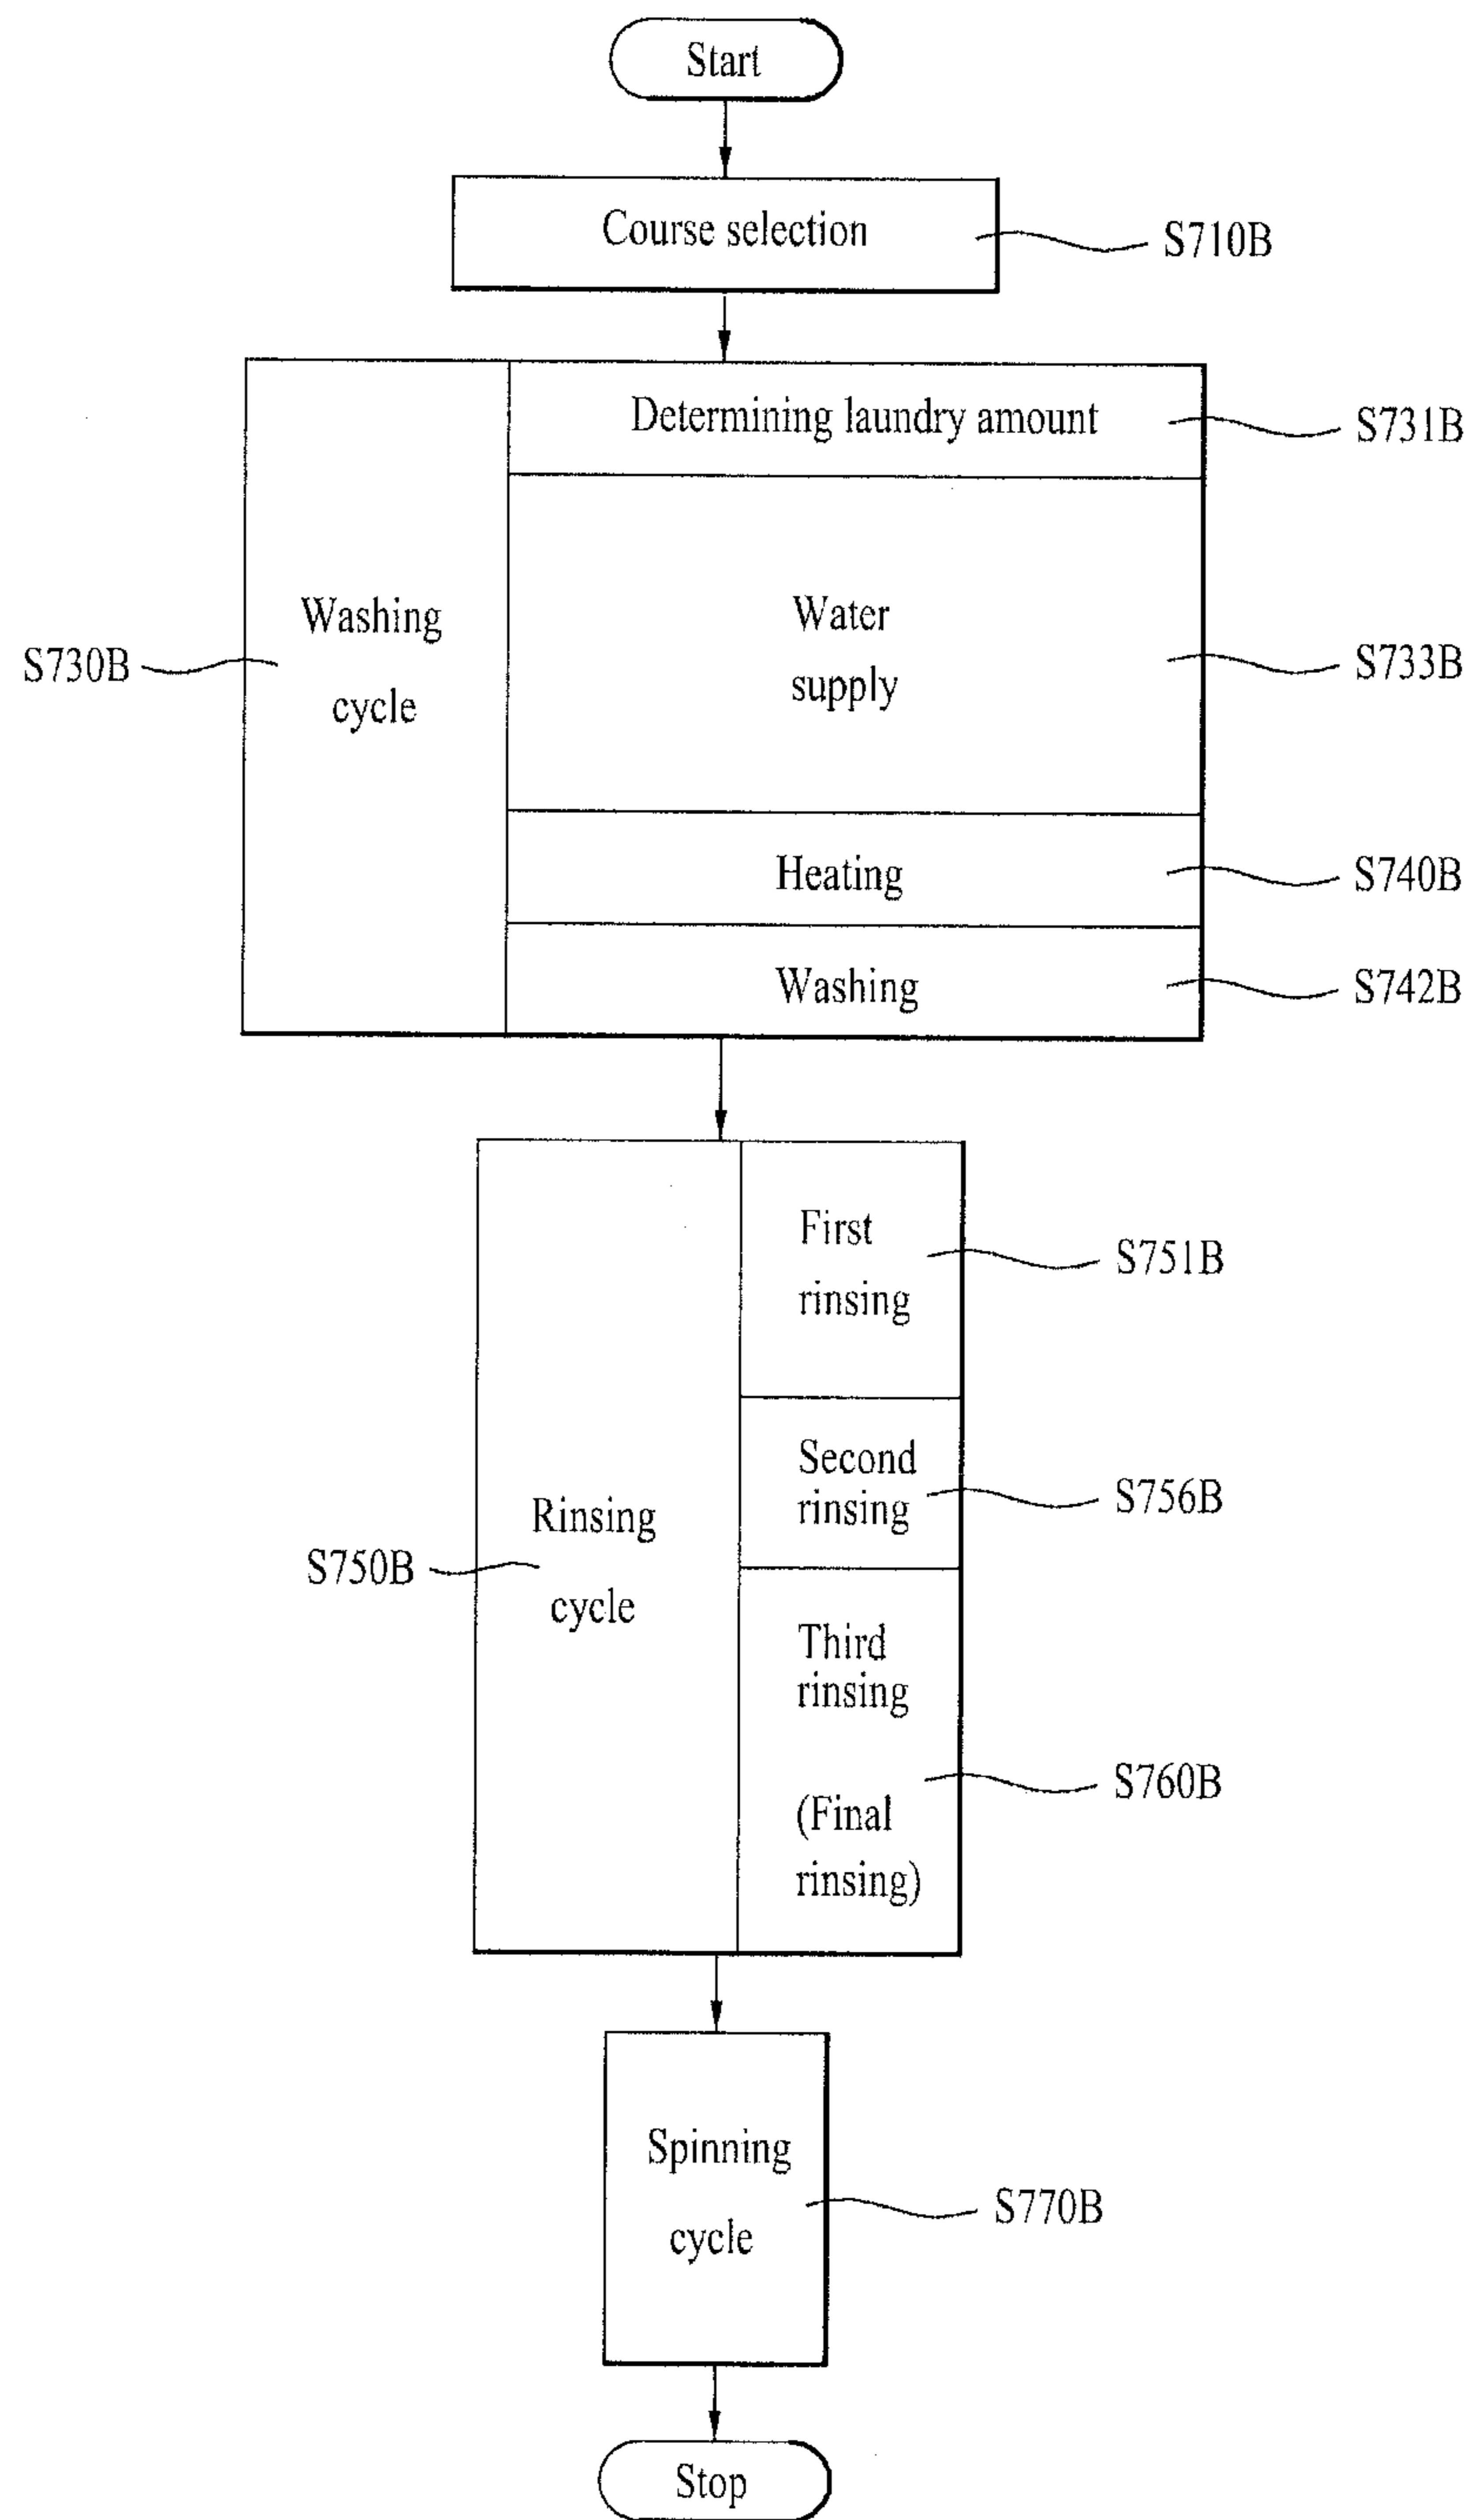 Start
Course selection
S710B
Determining laundry amount
S731B
Washing
cycle
S730B
Water
supply
S733B
Heating
S740B
Washing
S742B
First
rinsing
S751B
Second
rinsing
S756B
Rinsing
cycle
S750B
Third
rinsing
(Final
rinsing)
S760B
Spinning
cycle
S770B
Stop